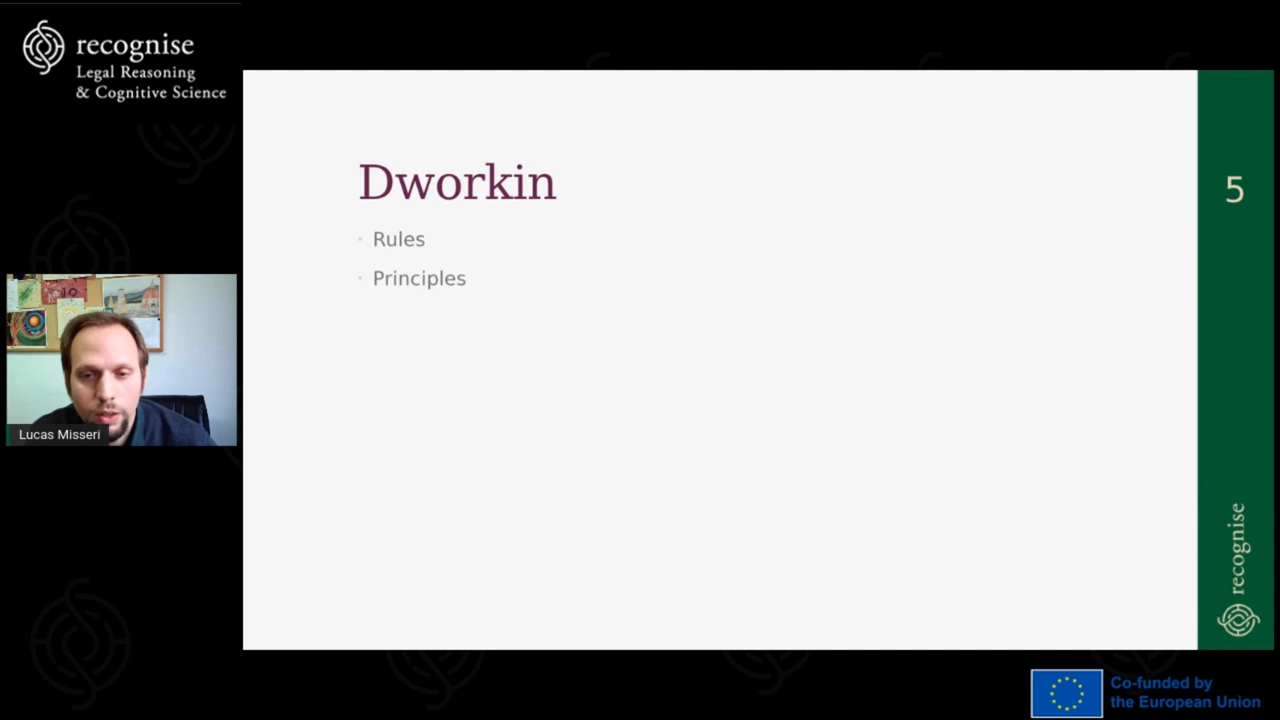 recognise
Legal Reasoning
& Cognitive Science
Dworkin
Rules
Principles
5
Lucas Misseri
recognise
Co-funded by
the European Union